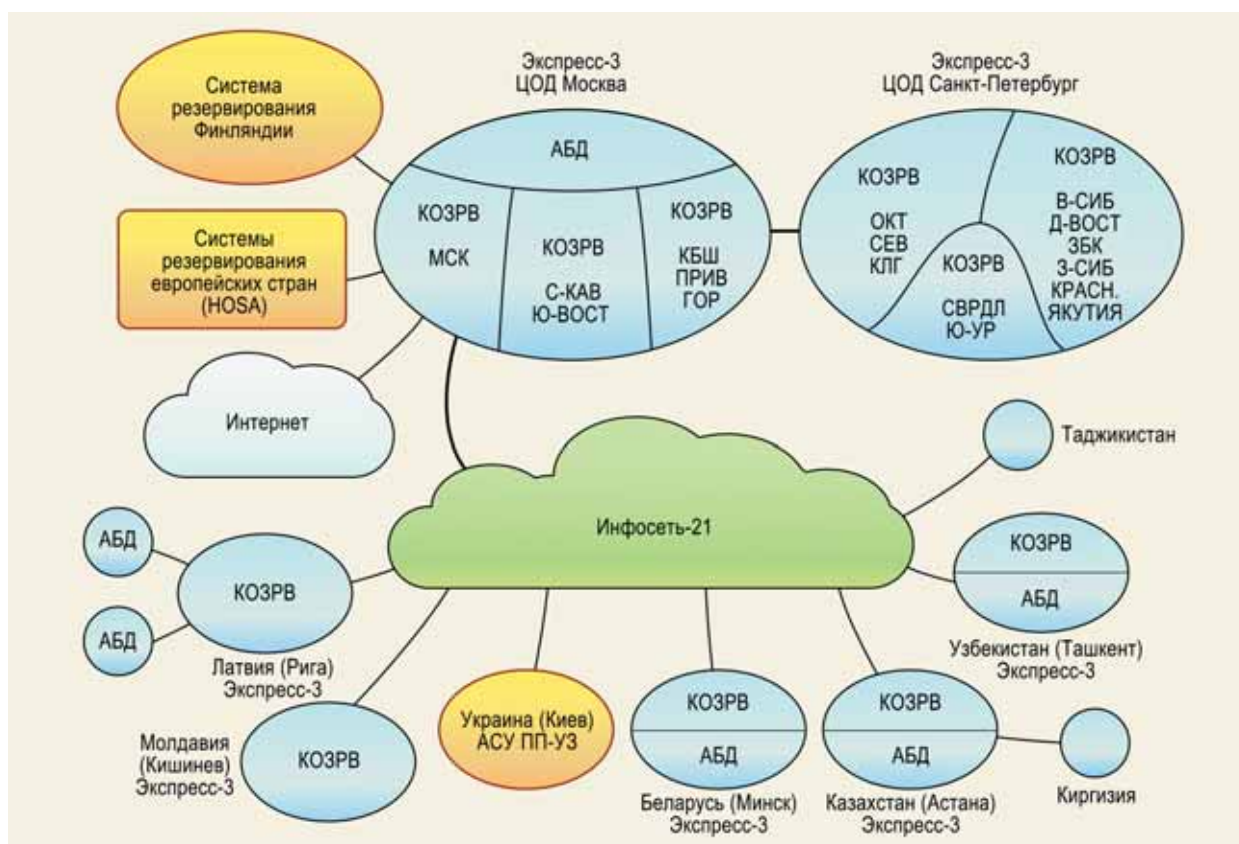 Экспресс-3
ЦОД Москва
Экспресс-3
ЦОД Санкт-Петербург
Система
резервирования
Финляндии
АБД
КОЗРВ
МСК
КОЗРВ
С-КАВ
Ю-ВОСТ
КОЗРВ
КБШ
ПРИВ
ГОР
КОЗРВ
ОКТ
СЕВ
КЛГ
КОЗРВ
СВРДЛ
Ю-УР
КОЗРВ
В-СИБ
Д-ВОСТ
ЗБК
З-СИБ
КРАСН.
ЯКУТИЯ
Системы
резервирования
европейских стран
(HOSA)
Интернет
Таджикистан
Инфосеть-21
АБД
АБД
КОЗРВ
Латвия (Рига)
Экспресс-3
КОЗРВ
АБД
Узбекистан (Ташкент)
Экспресс-3
Молдавия
(Кишинев)
Экспресс-3
КОЗРВ
Украина (Киев)
АСУ ПП-УЗ
КОЗРВ
АБД
Беларусь (Минск)
Экспресс-3
КОЗРВ
АБД
Казахстан (Астана)
Экспресс-3
Киргизия